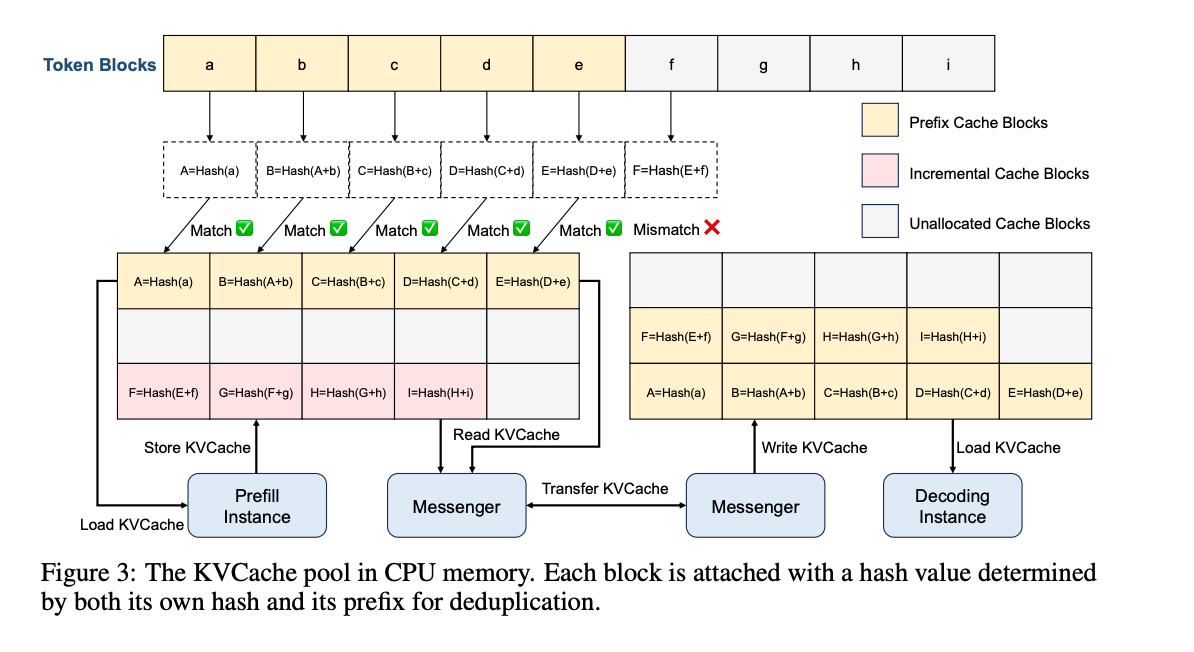 Token Blocks
a b c d e f g h i
Prefix Cache Blocks
A=Hash(a) B=Hash(A+b) C=Hash(B+c) D=Hash(C+d) E=Hash(D+e) F=Hash(E+f)
Incremental Cache Blocks
Unallocated Cache Blocks
Match ✅ Match ✅ Match ✅ Match ✅ Match ✅ Mismatch ❌
A=Hash(a) B=Hash(A+b) C=Hash(B+c) D=Hash(C+d) E=Hash(D+e)
F=Hash(E+f) G=Hash(F+g) H=Hash(G+h) I=Hash(H+i)
F=Hash(E+f) G=Hash(F+g) H=Hash(G+h) I=Hash(H+i)
A=Hash(a) B=Hash(A+b) C=Hash(B+c) D=Hash(C+d) E=Hash(D+e)
Store KVCache
Read KVCache
Write KVCache
Load KVCache
Prefill
Instance
Messenger
Transfer KVCache
Messenger
Decoding
Instance
Load KVCache
Figure 3: The KVCache pool in CPU memory. Each block is attached with a hash value determined
by both its own hash and its prefix for deduplication.